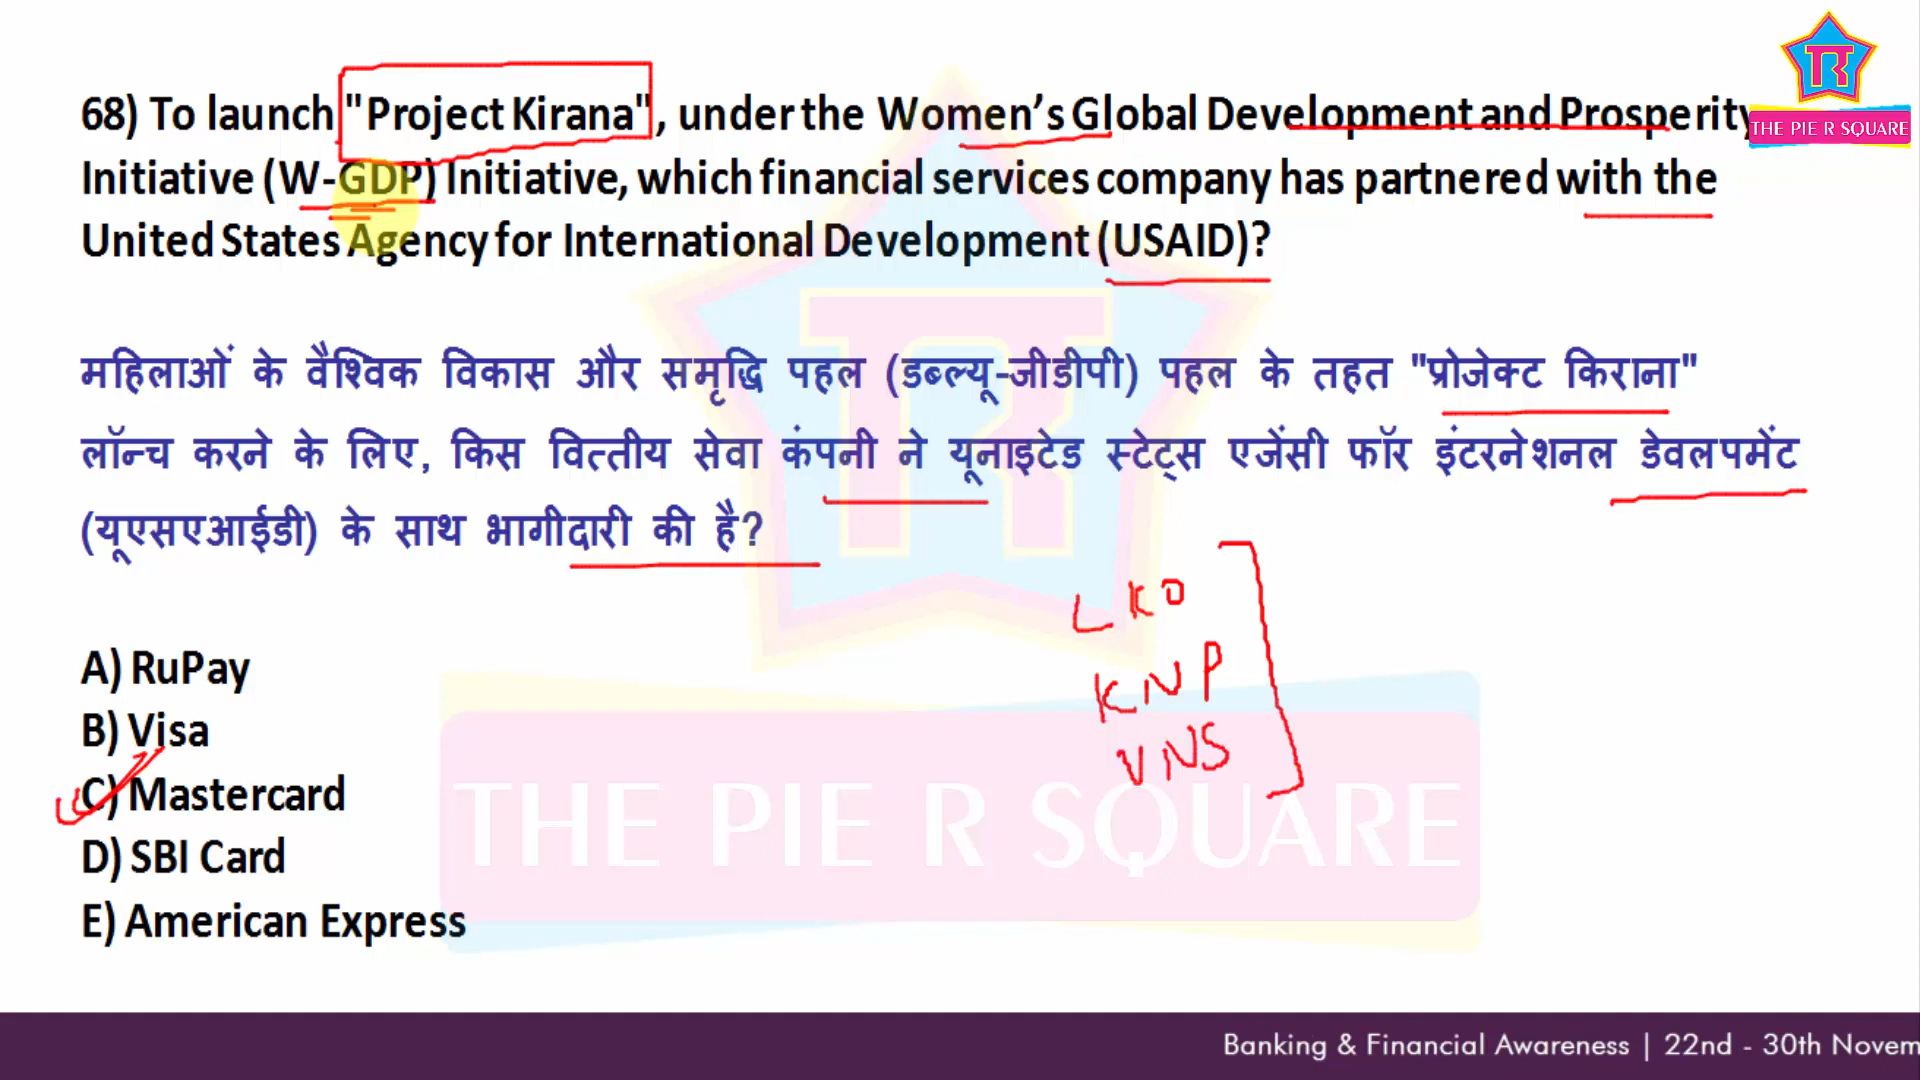 68) To launch "Project Kirana", under the Women's Global Development and Prosperity
Initiative (W-GDP) Initiative, which financial services company has partnered with the
United States Agency for International Development (USAID)?
महिलाओं के वैश्विक विकास और समृद्धि पहल (डब्ल्यू-जीडीपी) पहल के तहत "प्रोजेक्ट किराना"
लॉन्च करने के लिए, किस वित्तीय सेवा कंपनी ने यूनाइटेड स्टेट्स एजेंसी फॉर इंटरनेशनल डेवलपमेंट
(यूएसएआईडी) के साथ भागीदारी की है?
A) RuPay
B) Visa
C) Mastercard
D) SBI Card
E) American Express
LKO
KNP
VNS
THE PIE R SQUARE
THE PIE R SQUARE
Banking & Financial Awareness | 22nd - 30th Novem